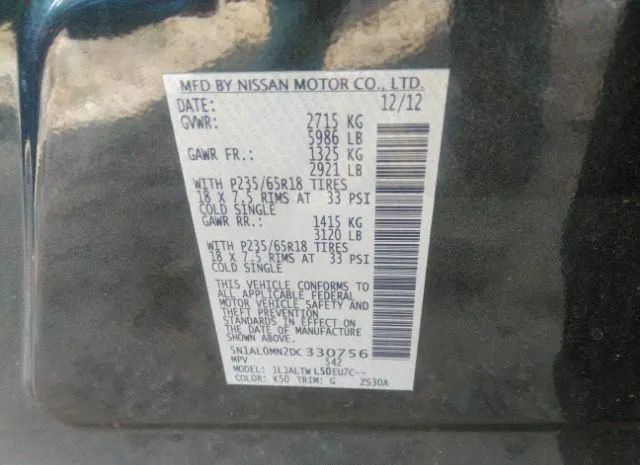 MFD BY NISSAN MOTOR CO., LTD.
DATE: 12/12
GVWR: 2715 KG
5986 LB
GAWR FR.: 1325 KG
2921 LB
WITH P235/65R18 TIRES
18 X 7.5 RIMS AT 33 PSI
COLD SINGLE
GAWR RR.: 1415 KG
3120 LB
WITH P235/65R18 TIRES
18 X 7.5 RIMS AT 33 PSI
COLD SINGLE
THIS VEHICLE CONFORMS TO
ALL APPLICABLE FEDERAL
MOTOR VEHICLE SAFETY AND
THEFT PREVENTION
STANDARDS IN EFFECT ON
THE DATE OF MANUFACTURE
SHOWN ABOVE.
5N1AL0MN2DC330756
MPV 542
MODEL: JLJALTWL50EU7C--
COLOR: K50 TRIM: G ZS30A